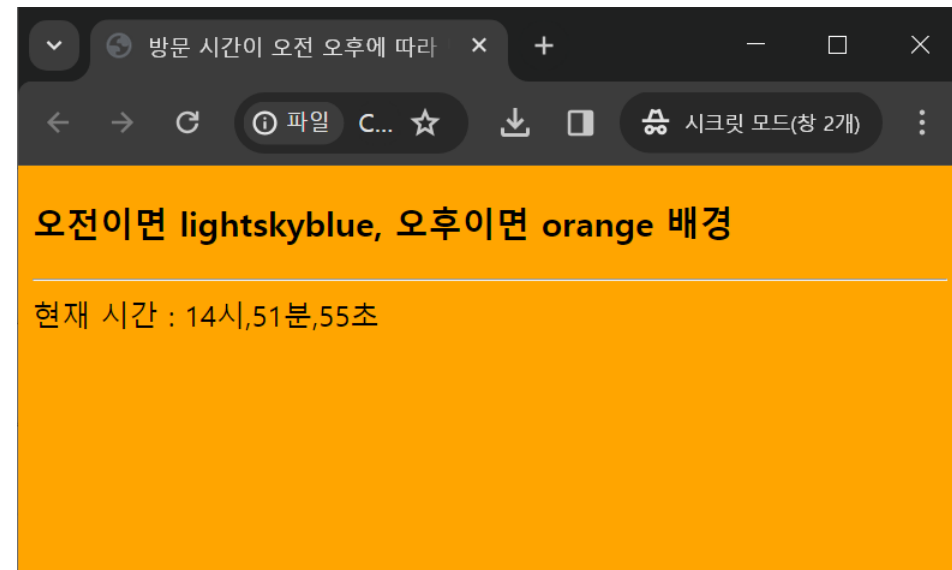 방문 시간이 오전 오후에 따라
파일 C... 시크릿 모드(창 2개)
오전이면 lightskyblue, 오후이면 orange 배경
현재 시간 : 14시,51분,55초